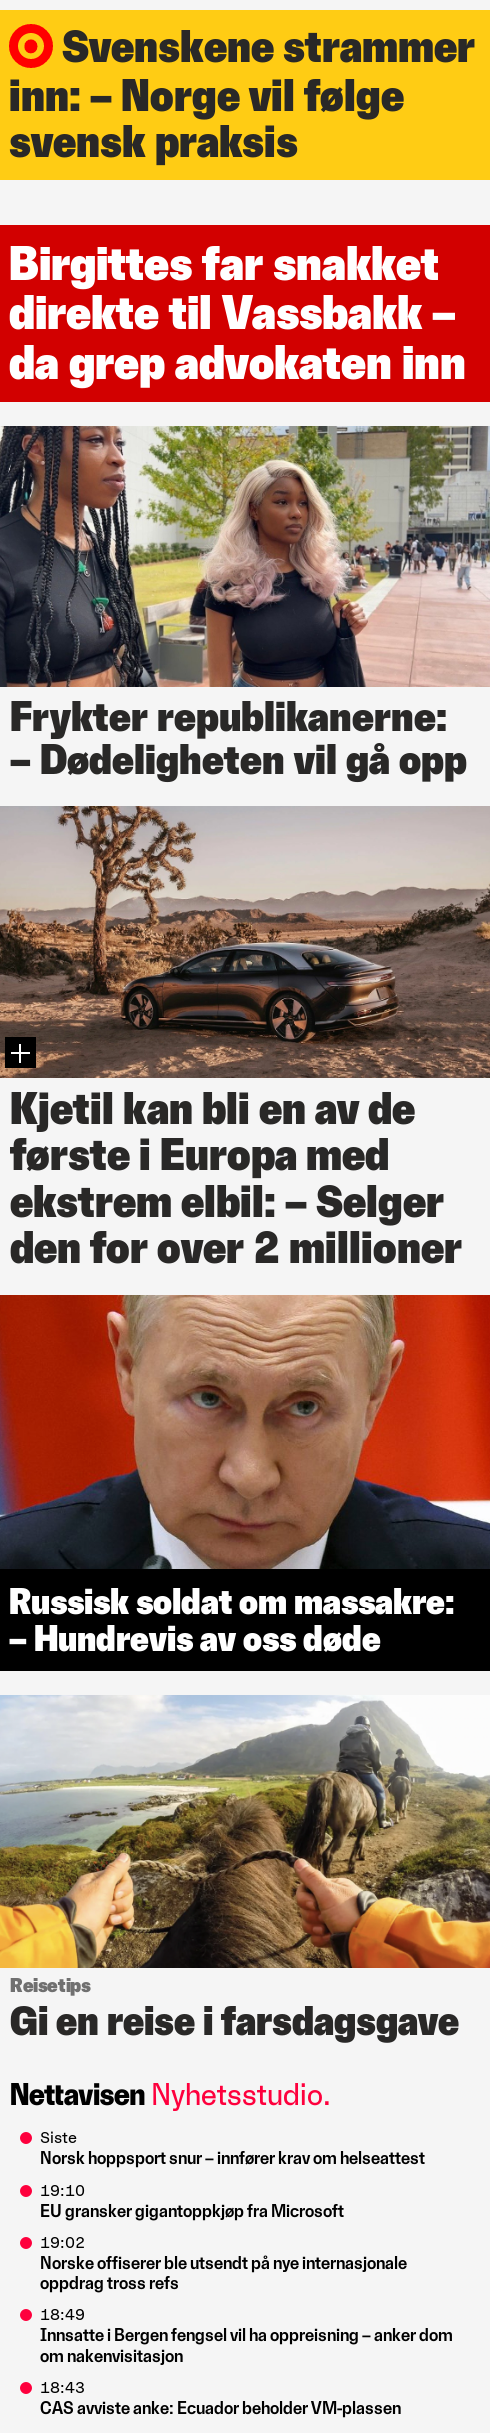 Svenskene strammer
inn: – Norge vil følge
svensk praksis
Birgittes far snakket
direkte til Vassbakk –
da grep advokaten inn
Frykter republikanerne:
– Dødeligheten vil gå opp
Kjetil kan bli en av de
første i Europa med
ekstrem elbil: – Selger
den for over 2 millioner
Russisk soldat om massakre:
– Hundrevis av oss døde
Reisetips
Gi en reise i farsdagsgave
Nettavisen Nyhetsstudio.
Siste
Norsk hoppsport snur – innfører krav om helseattest
19:10
EU gransker gigantoppkjøp fra Microsoft
19:02
Norske offiserer ble utsendt på nye internasjonale
oppdrag tross refs
18:49
Innsatte i Bergen fengsel vil ha oppreisning – anker dom
om nakenvisitasjon
18:43
CAS avviste anke: Ecuador beholder VM-plassen